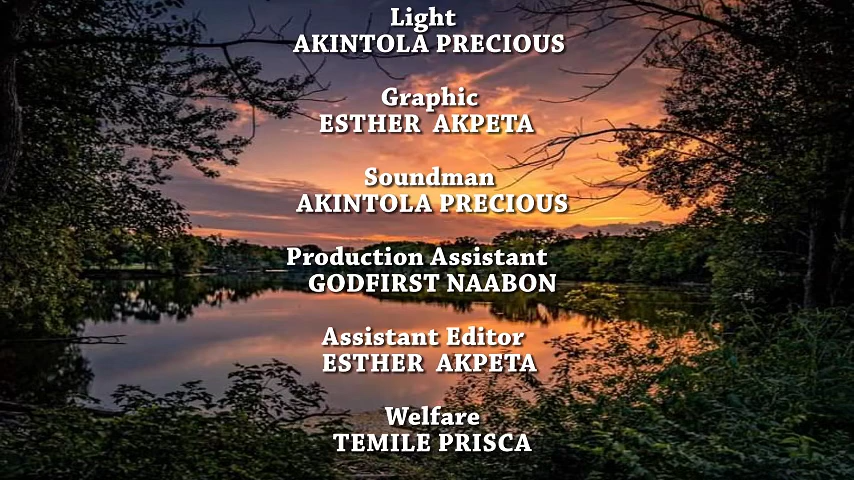 Light
AKINTOLA PRECIOUS
Graphic
ESTHER AKPETA
Soundman
AKINTOLA PRECIOUS
Production Assistant
GODFIRST NAABON
Assistant Editor
ESTHER AKPETA
Welfare
TEMILE PRISCA